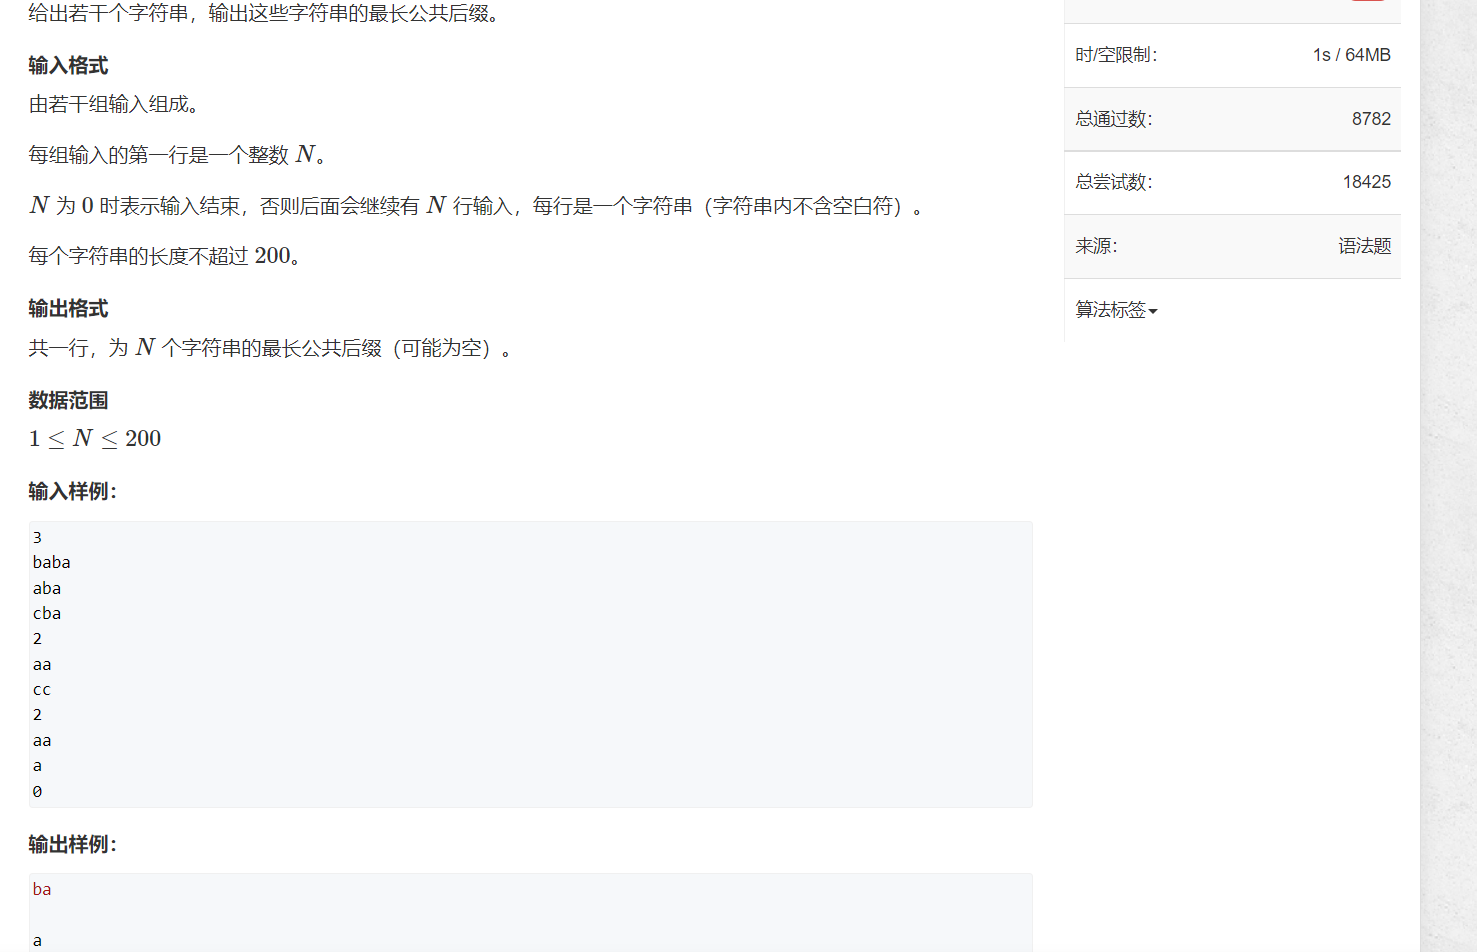 给出若干个字符串，输出这些字符串的最长公共后缀。
输入格式
由若干组输入组成。
每组输入的第一行是一个整数 N。
N 为 0 时表示输入结束，否则后面会继续有 N 行输入，每行是一个字符串（字符串内不含空白符）。
每个字符串的长度不超过 200。
输出格式
共一行，为 N 个字符串的最长公共后缀（可能为空）。
数据范围
1 ≤ N ≤ 200
输入样例：
3
baba
aba
cba
2
aa
cc
2
aa
a
0
输出样例：
ba
a
时/空限制： 1s / 64MB
总通过数： 8782
总尝试数： 18425
来源： 语法题
算法标签